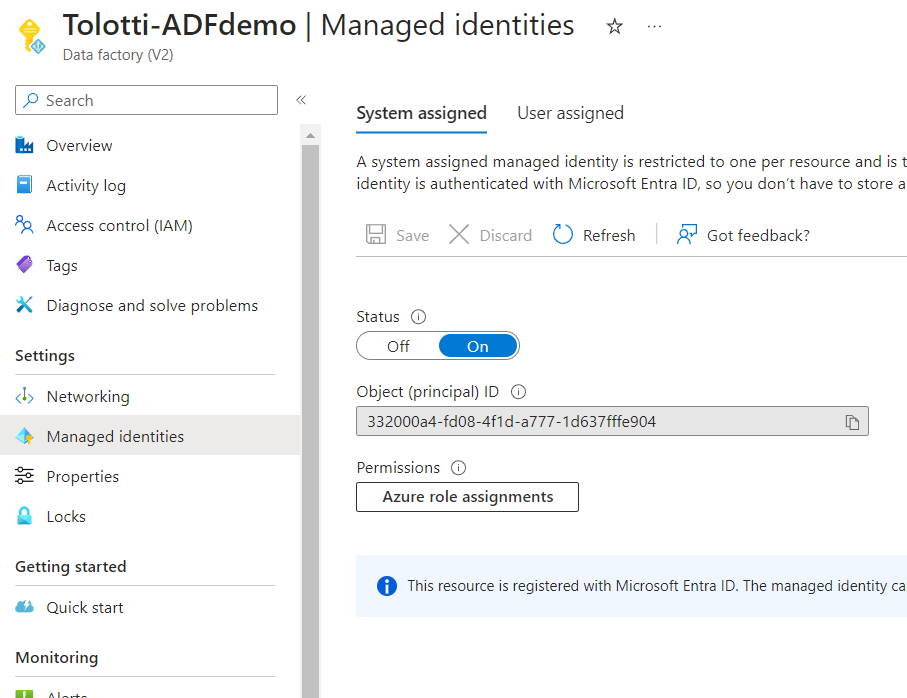 Tolotti-ADFdemo | Managed identities
Data factory (V2)
Search
Overview
Activity log
Access control (IAM)
Tags
Diagnose and solve problems
Settings
Networking
Managed identities
Properties
Locks
Getting started
Quick start
Monitoring
Alerts
System assigned User assigned
A system assigned managed identity is restricted to one per resource and is t
identity is authenticated with Microsoft Entra ID, so you don’t have to store a
Save Discard Refresh Got feedback?
Status
Off On
Object (principal) ID
332000a4-fd08-4f1d-a777-1d637fffe904
Permissions
Azure role assignments
This resource is registered with Microsoft Entra ID. The managed identity ca